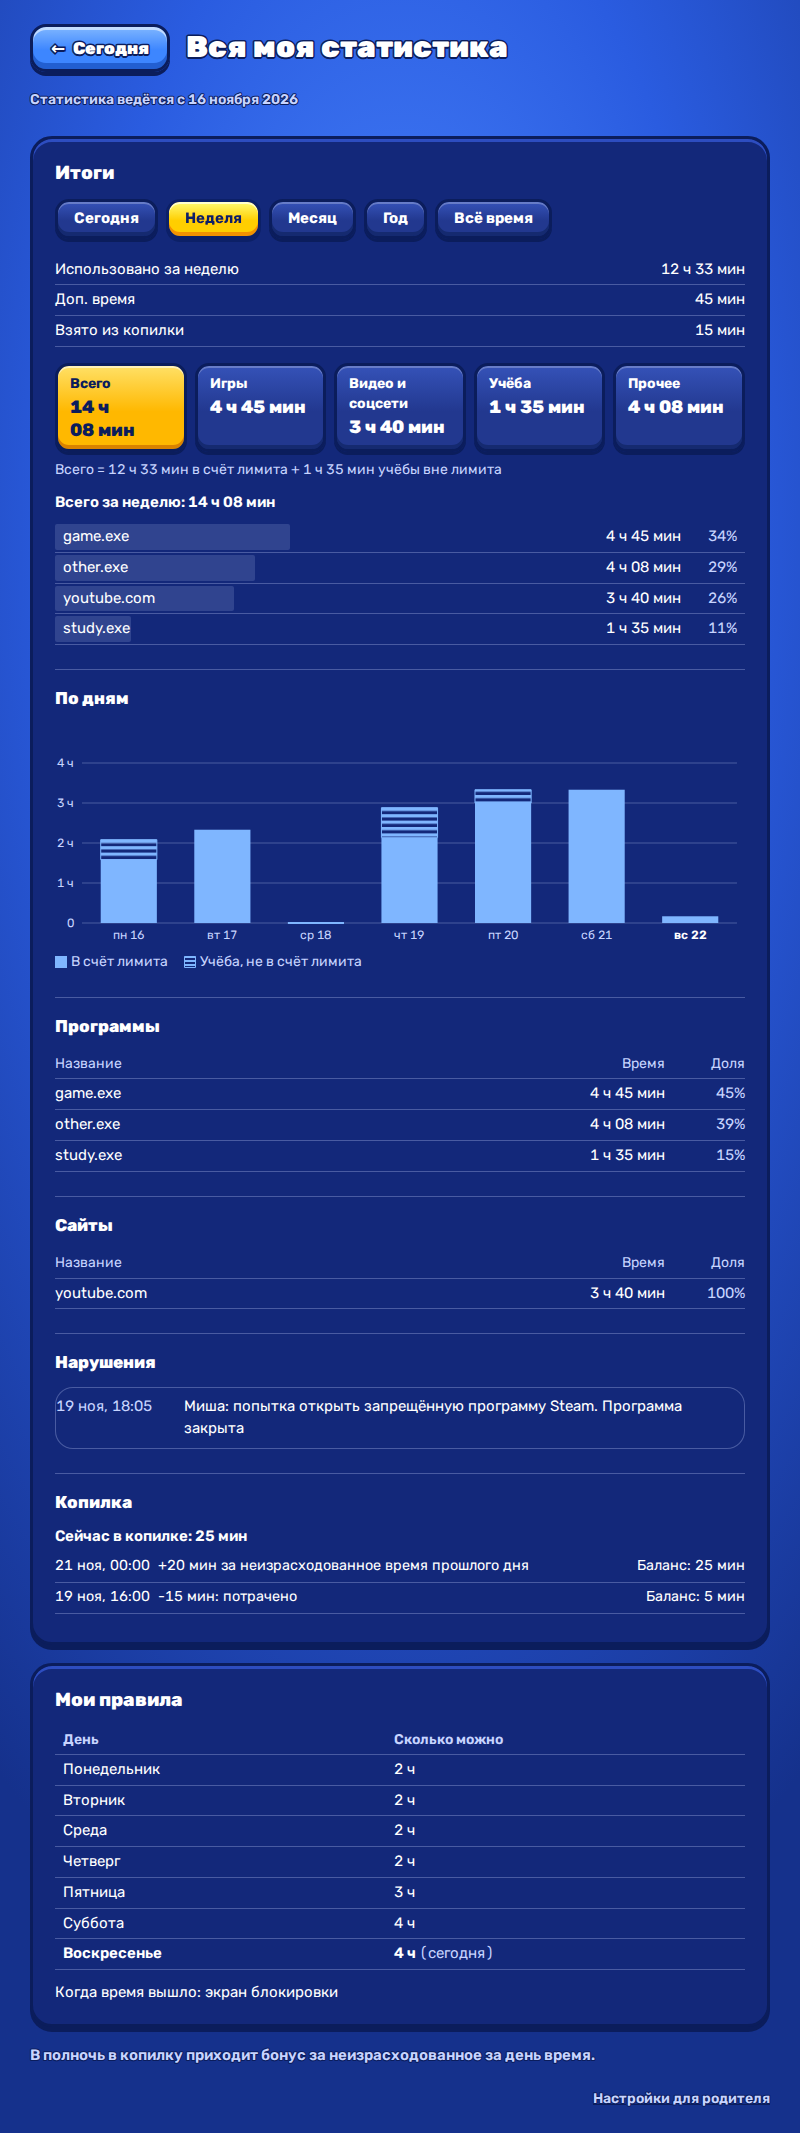 ← Сегодня
Вся моя статистика
Статистика ведётся с 16 ноября 2026
Итоги
Сегодня
Неделя
Месяц
Год
Всё время
Использовано за неделю 12 ч 33 мин
Доп. время 45 мин
Взято из копилки 15 мин
Всего
14 ч
08 мин
Игры
4 ч 45 мин
Видео и
соцсети
3 ч 40 мин
Учёба
1 ч 35 мин
Прочее
4 ч 08 мин
Всего = 12 ч 33 мин в счёт лимита + 1 ч 35 мин учёбы вне лимита
Всего за неделю: 14 ч 08 мин
game.exe 4 ч 45 мин 34%
other.exe 4 ч 08 мин 29%
youtube.com 3 ч 40 мин 26%
study.exe 1 ч 35 мин 11%
По дням
4 ч
3 ч
2 ч
1 ч
0
пн 16 вт 17 ср 18 чт 19 пт 20 сб 21 вс 22
В счёт лимита Учёба, не в счёт лимита
Программы
Название Время Доля
game.exe 4 ч 45 мин 45%
other.exe 4 ч 08 мин 39%
study.exe 1 ч 35 мин 15%
Сайты
Название Время Доля
youtube.com 3 ч 40 мин 100%
Нарушения
19 ноя, 18:05 Миша: попытка открыть запрещённую программу Steam. Программа
закрыта
Копилка
Сейчас в копилке: 25 мин
21 ноя, 00:00 +20 мин за неизрасходованное время прошлого дня Баланс: 25 мин
19 ноя, 16:00 -15 мин: потрачено Баланс: 5 мин
Мои правила
День Сколько можно
Понедельник 2 ч
Вторник 2 ч
Среда 2 ч
Четверг 2 ч
Пятница 3 ч
Суббота 4 ч
Воскресенье 4 ч (сегодня)
Когда время вышло: экран блокировки
В полночь в копилку приходит бонус за неизрасходованное за день время.
Настройки для родителя